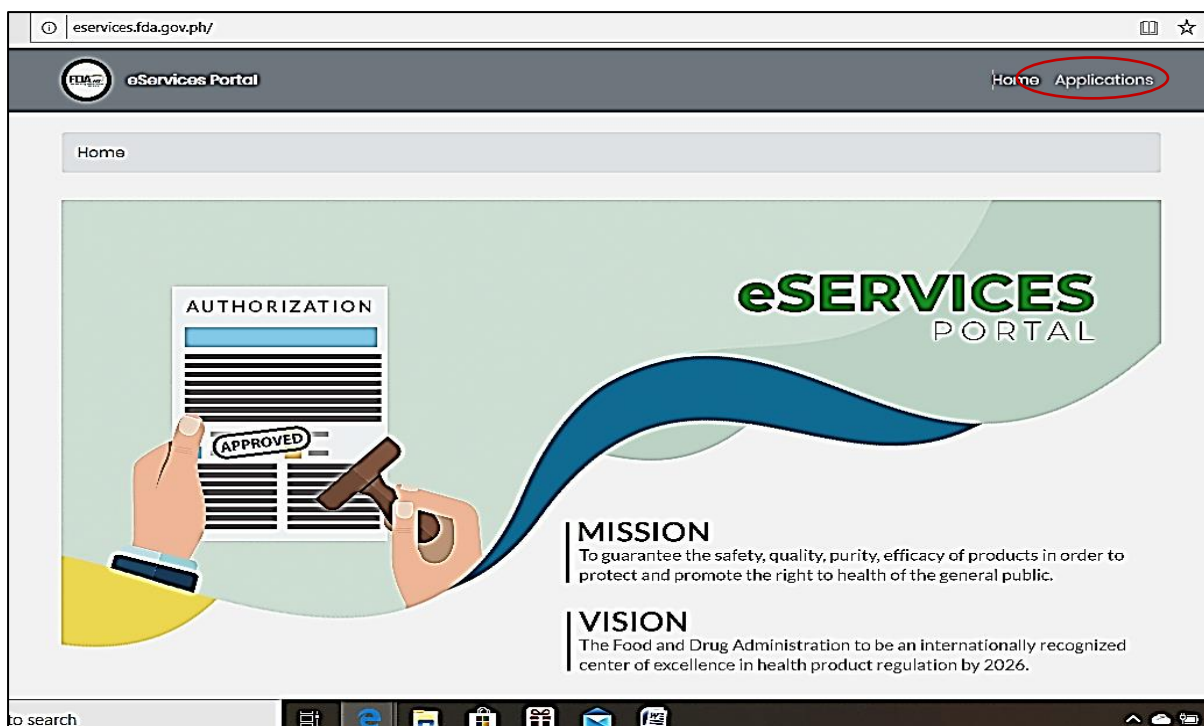 eservices.fda.gov.ph/
FDA
eServices Portal
Home Applications
Home
AUTHORIZATION
APPROVED
eSERVICES
PORTAL
MISSION
To guarantee the safety, quality, purity, efficacy of products in order to
protect and promote the right to health of the general public.
VISION
The Food and Drug Administration to be an internationally recognized
center of excellence in health product regulation by 2026.
to search